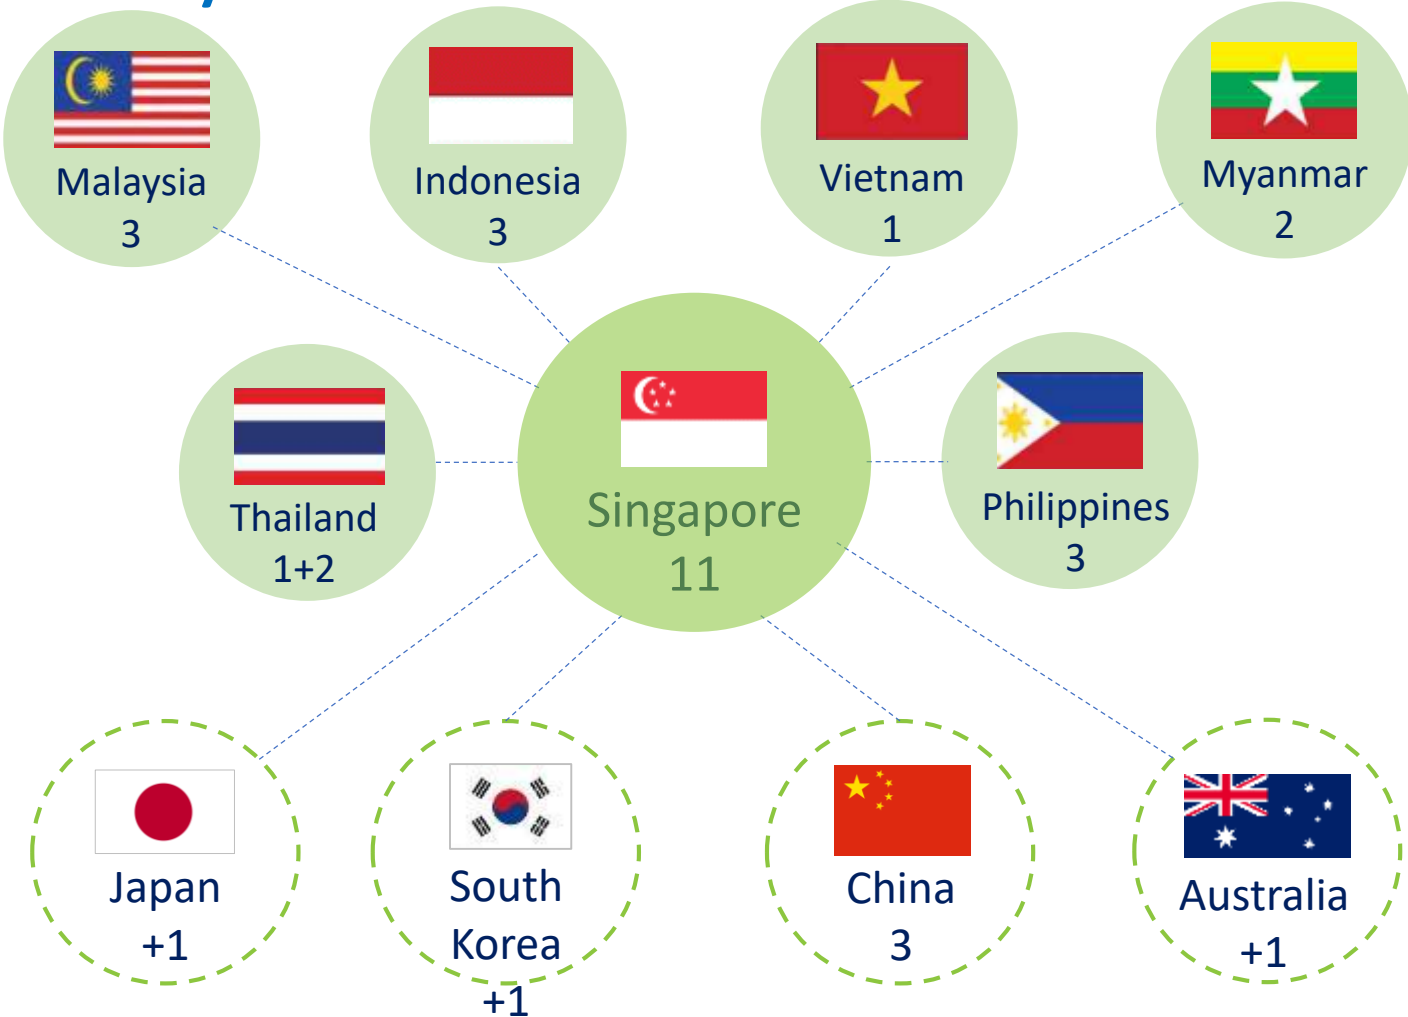 Malaysia
3
Indonesia
3
Vietnam
1
Myanmar
2
Thailand
1+2
Singapore
11
Philippines
3
Japan
+1
South
Korea
+1
China
3
Australia
+1